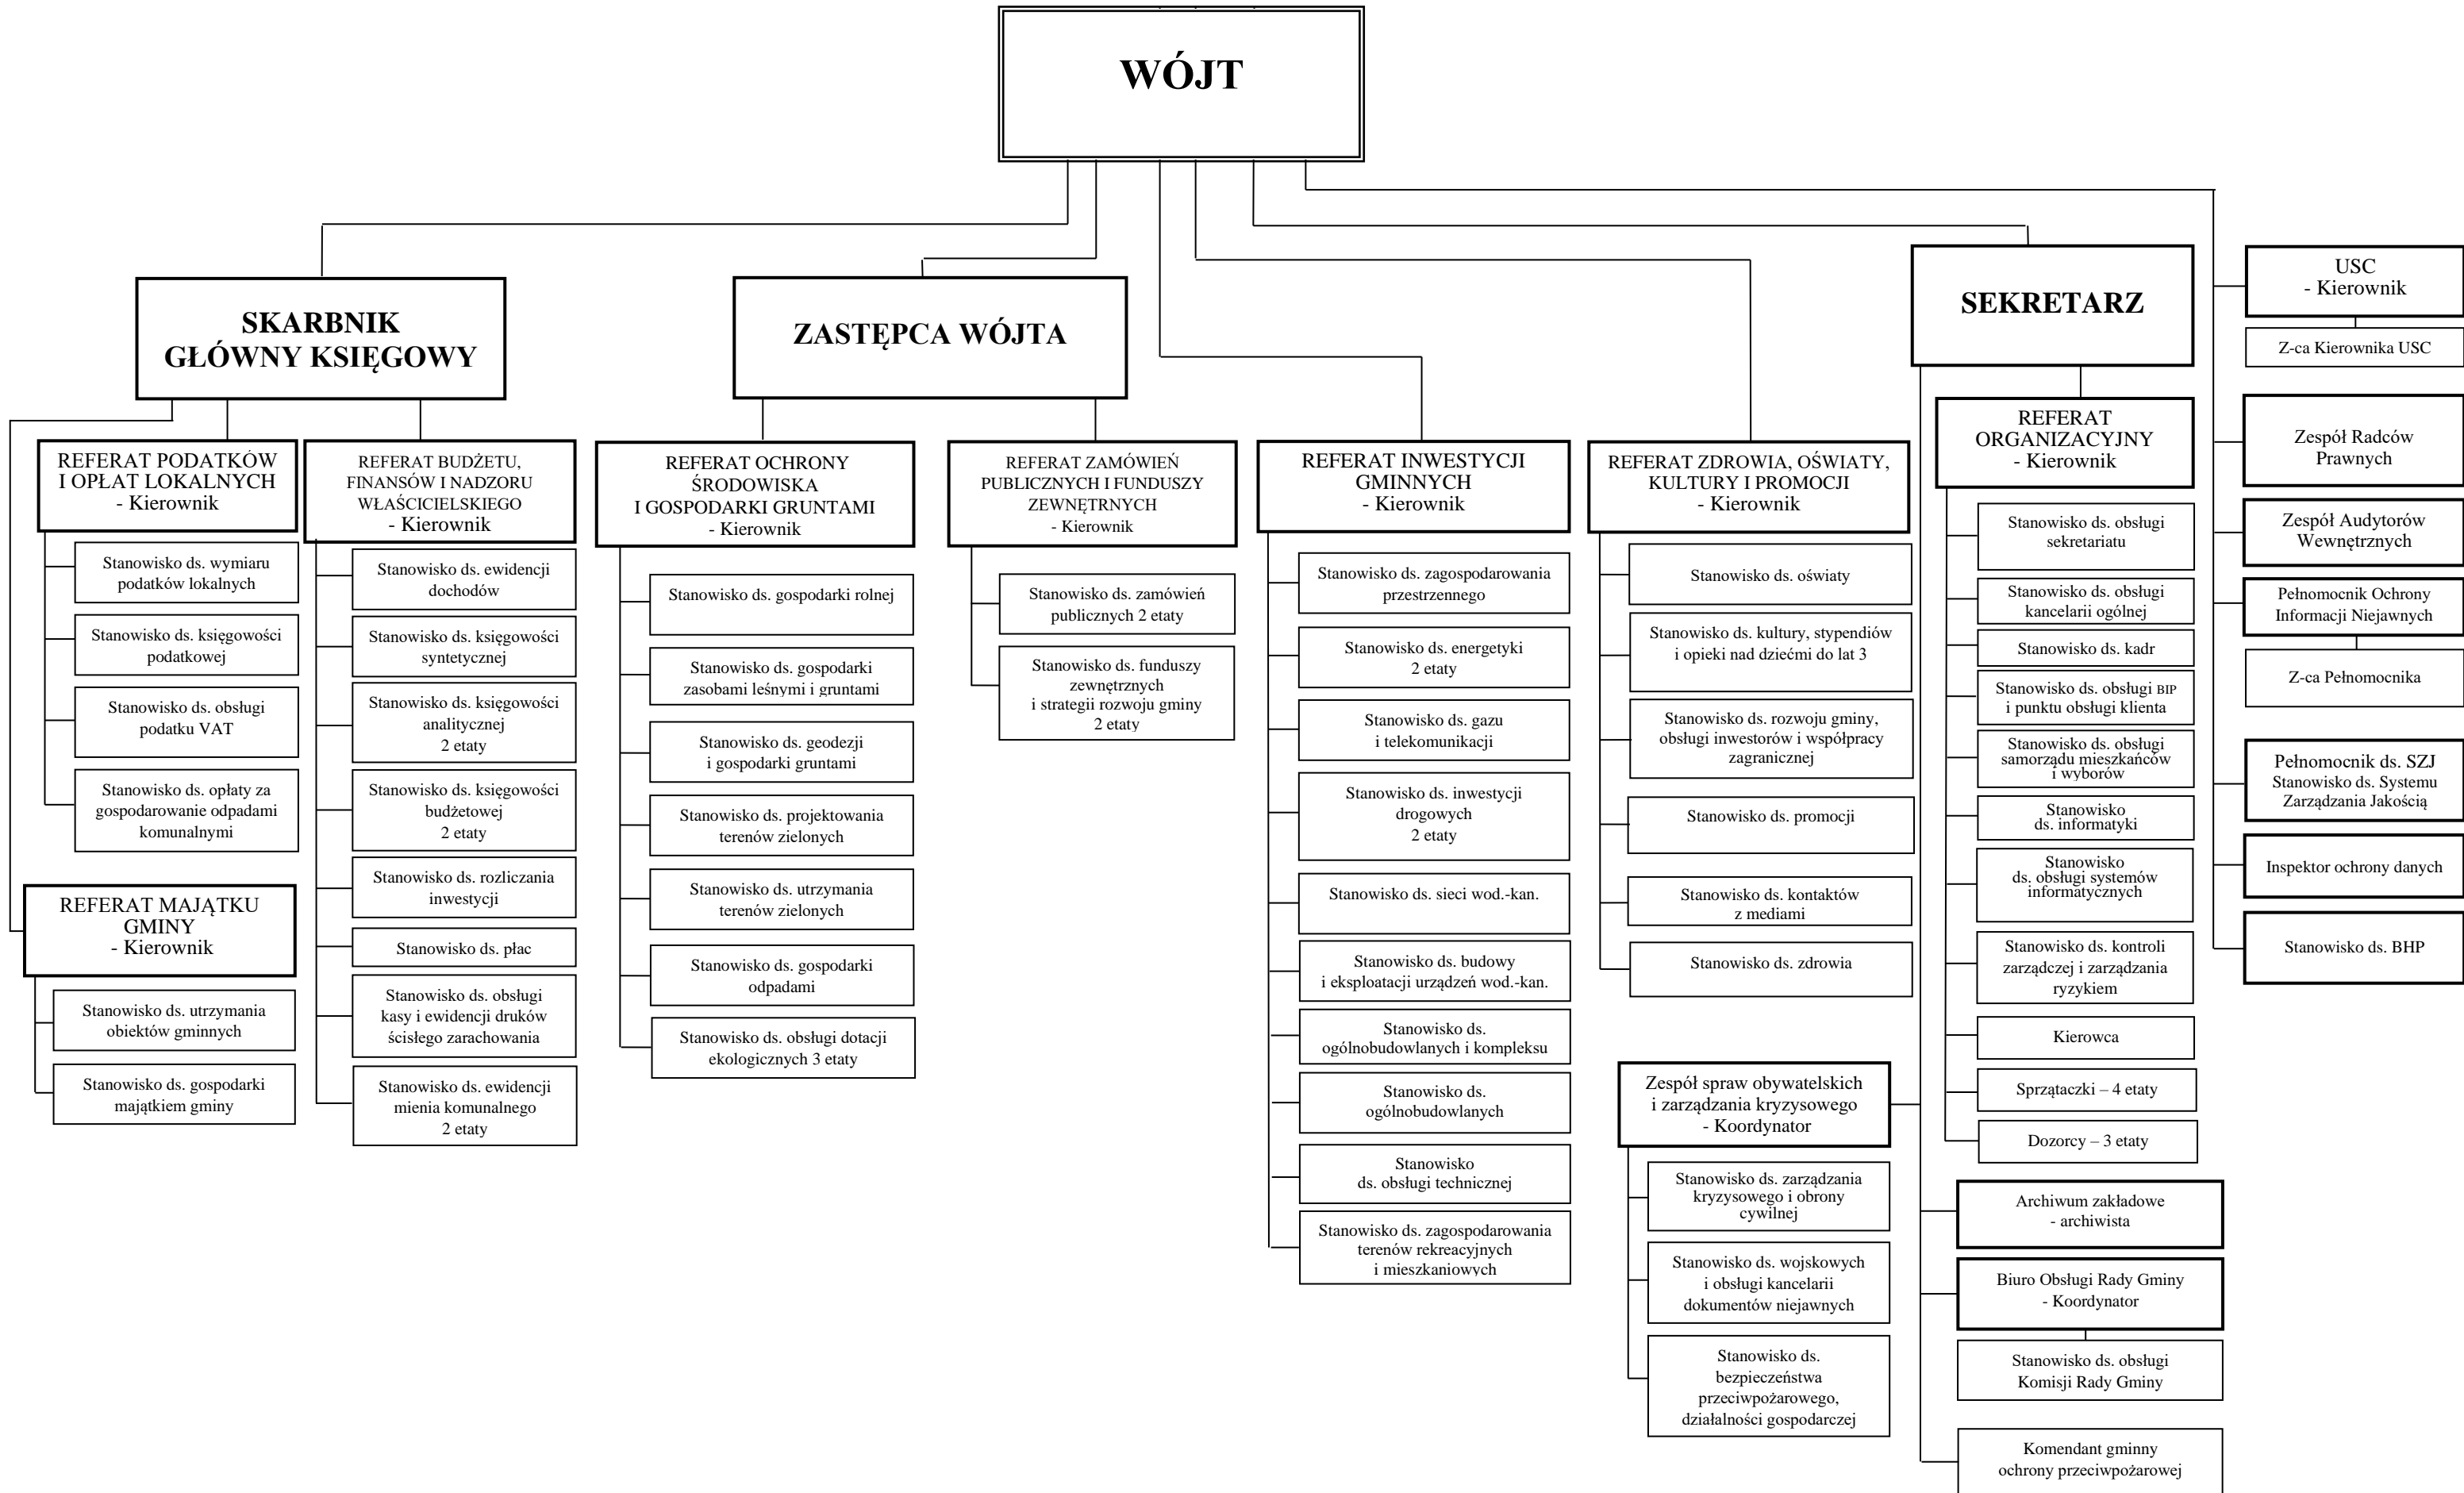 WÓJT
SKARBNIK
GŁÓWNY KSIĘGOWY
ZASTĘPCA WÓJTA
SEKRETARZ
USC
- Kierownik
Z-ca Kierownika USC
Zespół Radców
Prawnych
Zespół Audytorów
Wewnętrznych
Pełnomocnik Ochrony
Informacji Niejawnych
Z-ca Pełnomocnika
Pełnomocnik ds. SZJ
Stanowisko ds. Systemu
Zarządzania Jakością
Inspektor ochrony danych
Stanowisko ds. BHP
REFERAT PODATKÓW
I OPŁAT LOKALNYCH
- Kierownik
Stanowisko ds. wymiaru
podatków lokalnych
Stanowisko ds. księgowości
podatkowej
Stanowisko ds. obsługi
podatku VAT
Stanowisko ds. opłaty za
gospodarowanie odpadami
komunalnymi
REFERAT MAJĄTKU
GMINY
- Kierownik
Stanowisko ds. utrzymania
obiektów gminnych
Stanowisko ds. gospodarki
majątkiem gminy
REFERAT BUDŻETU,
FINANSÓW I NADZORU
WŁAŚCICIELSKIEGO
- Kierownik
Stanowisko ds. ewidencji
dochodów
Stanowisko ds. księgowości
syntetycznej
Stanowisko ds. księgowości
analitycznej
2 etaty
Stanowisko ds. księgowości
budżetowej
2 etaty
Stanowisko ds. rozliczania
inwestycji
Stanowisko ds. płac
Stanowisko ds. obsługi
kasy i ewidencji druków
ścisłego zarachowania
Stanowisko ds. ewidencji
mienia komunalnego
2 etaty
REFERAT OCHRONY
ŚRODOWISKA
I GOSPODARKI GRUNTAMI
- Kierownik
Stanowisko ds. gospodarki rolnej
Stanowisko ds. gospodarki
zasobami leśnymi i gruntami
Stanowisko ds. geodezji
i gospodarki gruntami
Stanowisko ds. projektowania
terenów zielonych
Stanowisko ds. utrzymania
terenów zielonych
Stanowisko ds. gospodarki
odpadami
Stanowisko ds. obsługi dotacji
ekologicznych 3 etaty
REFERAT ZAMÓWIEŃ
PUBLICZNYCH I FUNDUSZY
ZEWNĘTRZNYCH
- Kierownik
Stanowisko ds. zamówień
publicznych 2 etaty
Stanowisko ds. funduszy
zewnętrznych
i strategii rozwoju gminy
2 etaty
REFERAT INWESTYCJI
GMINNYCH
- Kierownik
Stanowisko ds. zagospodarowania
przestrzennego
Stanowisko ds. energetyki
2 etaty
Stanowisko ds. gazu
i telekomunikacji
Stanowisko ds. inwestycji
drogowych
2 etaty
Stanowisko ds. sieci wod.-kan.
Stanowisko ds. budowy
i eksploatacji urządzeń wod.-kan.
Stanowisko ds.
ogólnobudowlanych i kompleksu
Stanowisko ds.
ogólnobudowlanych
Stanowisko
ds. obsługi technicznej
Stanowisko ds. zagospodarowania
terenów rekreacyjnych
i mieszkaniowych
REFERAT ZDROWIA, OŚWIATY,
KULTURY I PROMOCJI
- Kierownik
Stanowisko ds. oświaty
Stanowisko ds. kultury, stypendiów
i opieki nad dziećmi do lat 3
Stanowisko ds. rozwoju gminy,
obsługi inwestorów i współpracy
zagranicznej
Stanowisko ds. promocji
Stanowisko ds. kontaktów
z mediami
Stanowisko ds. zdrowia
Zespół spraw obywatelskich
i zarządzania kryzysowego
- Koordynator
Stanowisko ds. zarządzania
kryzysowego i obrony
cywilnej
Stanowisko ds. wojskowych
i obsługi kancelarii
dokumentów niejawnych
Stanowisko ds.
bezpieczeństwa
przeciwpożarowego,
działalności gospodarczej
REFERAT
ORGANIZACYJNY
- Kierownik
Stanowisko ds. obsługi
sekretariatu
Stanowisko ds. obsługi
kancelarii ogólnej
Stanowisko ds. kadr
Stanowisko ds. obsługi BIP
i punktu obsługi klienta
Stanowisko ds. obsługi
samorządu mieszkańców
i wyborów
Stanowisko
ds. informatyki
Stanowisko
ds. obsługi systemów
informatycznych
Stanowisko ds. kontroli
zarządczej i zarządzania
ryzykiem
Kierowca
Sprzątaczki – 4 etaty
Dozorcy – 3 etaty
Archiwum zakładowe
- archiwista
Biuro Obsługi Rady Gminy
- Koordynator
Stanowisko ds. obsługi
Komisji Rady Gminy
Komendant gminny
ochrony przeciwpożarowej